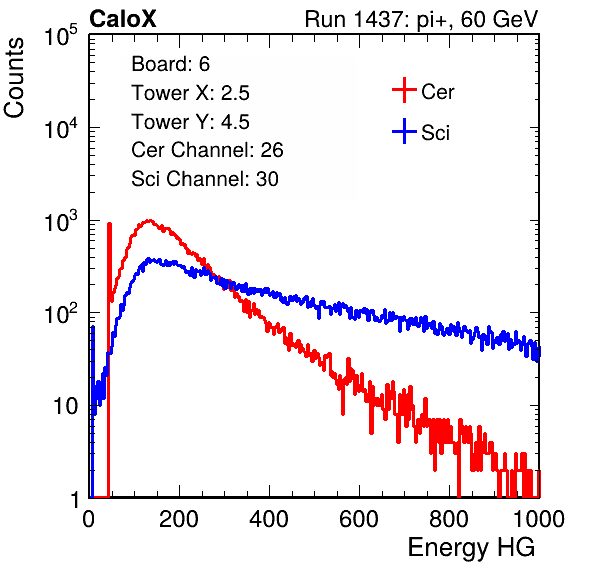 CaloX Run 1437: pi+, 60 GeV
Counts
10^5
10^4
10^3
10^2
10
1
Board: 6
Tower X: 2.5
Tower Y: 4.5
Cer Channel: 26
Sci Channel: 30
Cer
Sci
0 200 400 600 800 1000
Energy HG